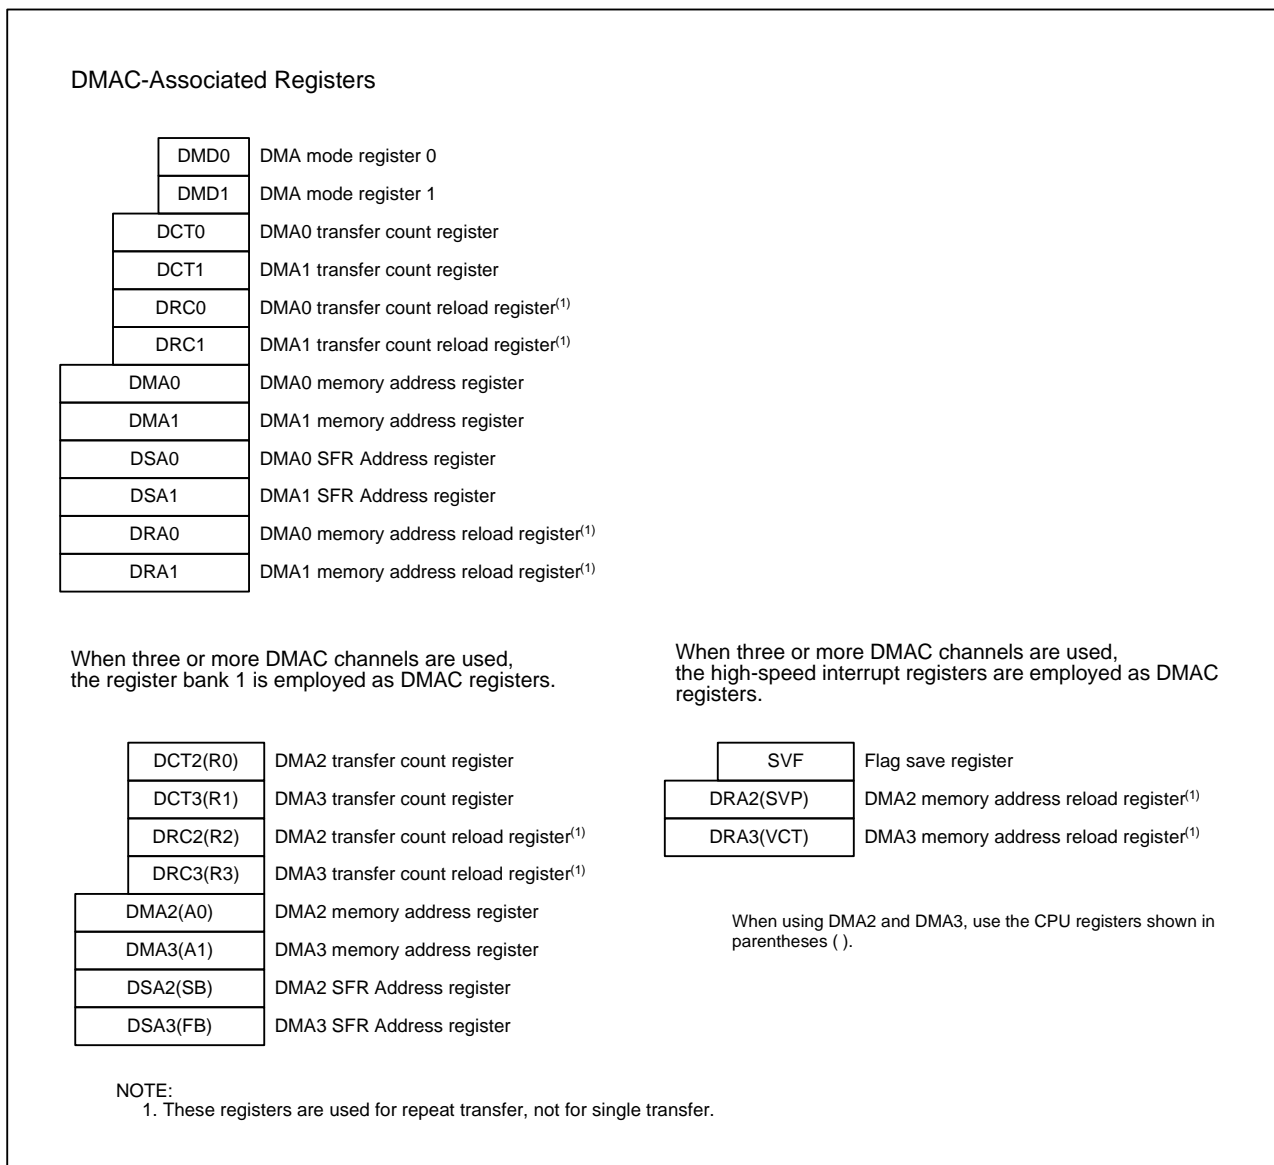 DMAC-Associated Registers
DMD0 DMA mode register 0
DMD1 DMA mode register 1
DCT0 DMA0 transfer count register
DCT1 DMA1 transfer count register
DRC0 DMA0 transfer count reload register(1)
DRC1 DMA1 transfer count reload register(1)
DMA0 DMA0 memory address register
DMA1 DMA1 memory address register
DSA0 DMA0 SFR Address register
DSA1 DMA1 SFR Address register
DRA0 DMA0 memory address reload register(1)
DRA1 DMA1 memory address reload register(1)
When three or more DMAC channels are used,
the register bank 1 is employed as DMAC registers.
DCT2(R0) DMA2 transfer count register
DCT3(R1) DMA3 transfer count register
DRC2(R2) DMA2 transfer count reload register(1)
DRC3(R3) DMA3 transfer count reload register(1)
DMA2(A0) DMA2 memory address register
DMA3(A1) DMA3 memory address register
DSA2(SB) DMA2 SFR Address register
DSA3(FB) DMA3 SFR Address register
When three or more DMAC channels are used,
the high-speed interrupt registers are employed as DMAC
registers.
SVF Flag save register
DRA2(SVP) DMA2 memory address reload register(1)
DRA3(VCT) DMA3 memory address reload register(1)
When using DMA2 and DMA3, use the CPU registers shown in
parentheses ( ).
NOTE:
1. These registers are used for repeat transfer, not for single transfer.